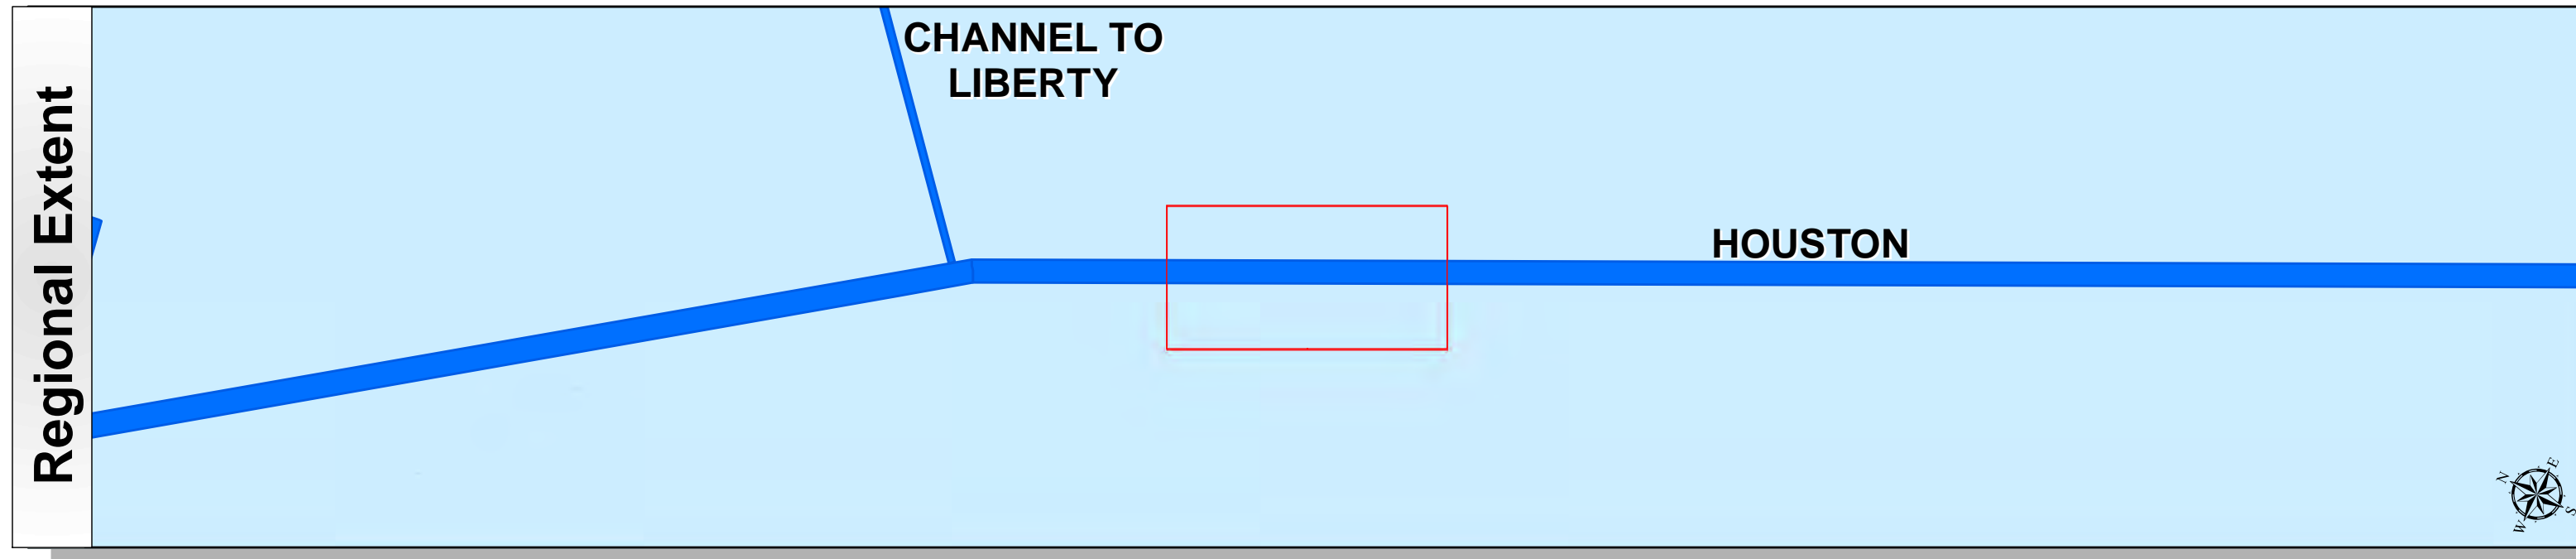 Regional Extent
CHANNEL TO
LIBERTY
HOUSTON
N
E
W
S